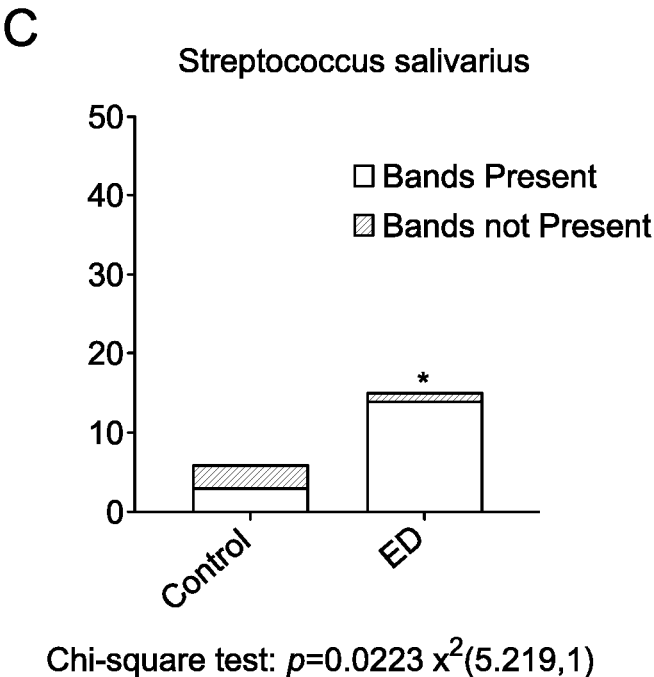 C
Streptococcus salivarius
50
40
30
20
10
0
Bands Present
Bands not Present
*
Control
ED
Chi-square test: p=0.0223 x²(5.219,1)